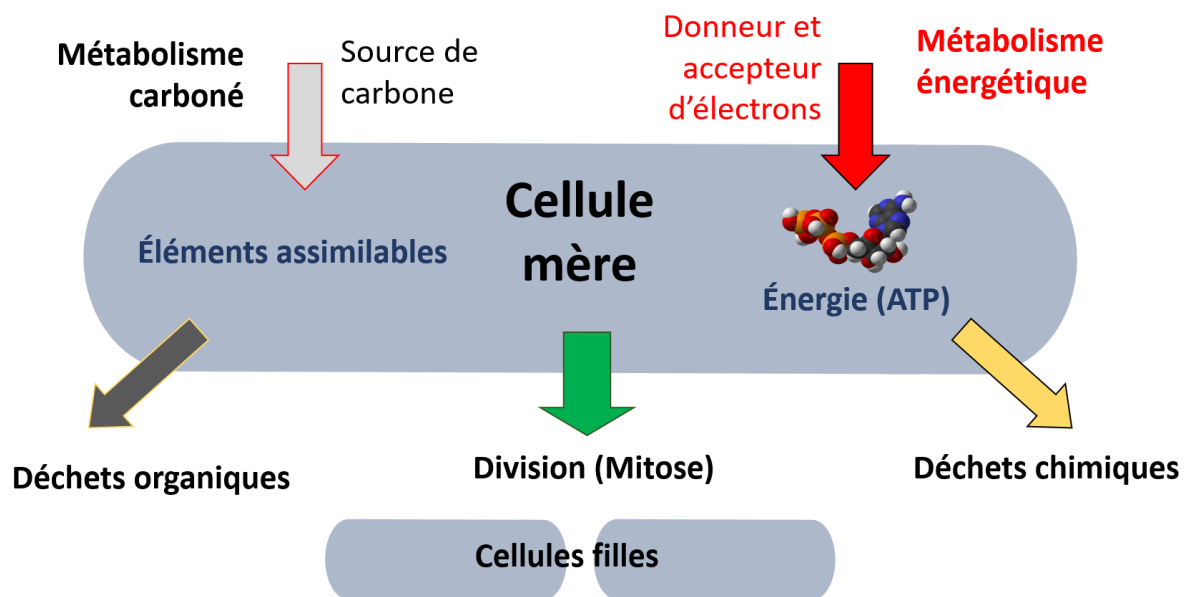 Métabolisme
carboné
Source de
carbone
Donneur et
accepteur
d’électrons
Métabolisme
énergétique
Cellule
mère
Éléments assimilables
Énergie (ATP)
Déchets organiques
Division (Mitose)
Déchets chimiques
Cellules filles